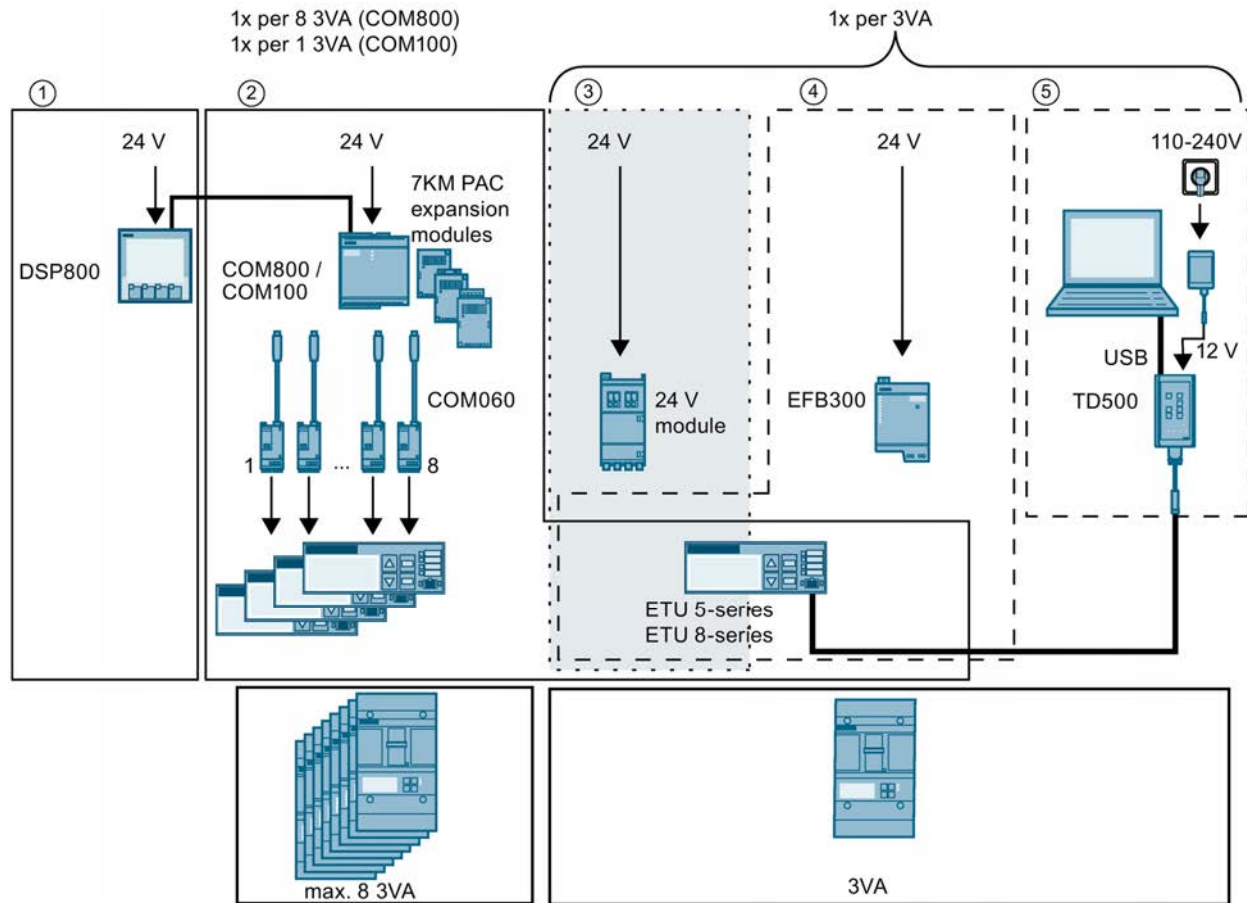 1x per 8 3VA (COM800)
1x per 1 3VA (COM100)
1x per 3VA
1
2
3
4
5
24 V
24 V
24 V
24 V
110-240V
7KM PAC
expansion
modules
DSP800
COM800 /
COM100
USB
12 V
COM060
24 V
module
EFB300
TD500
1
...
8
ETU 5-series
ETU 8-series
max. 8 3VA
3VA